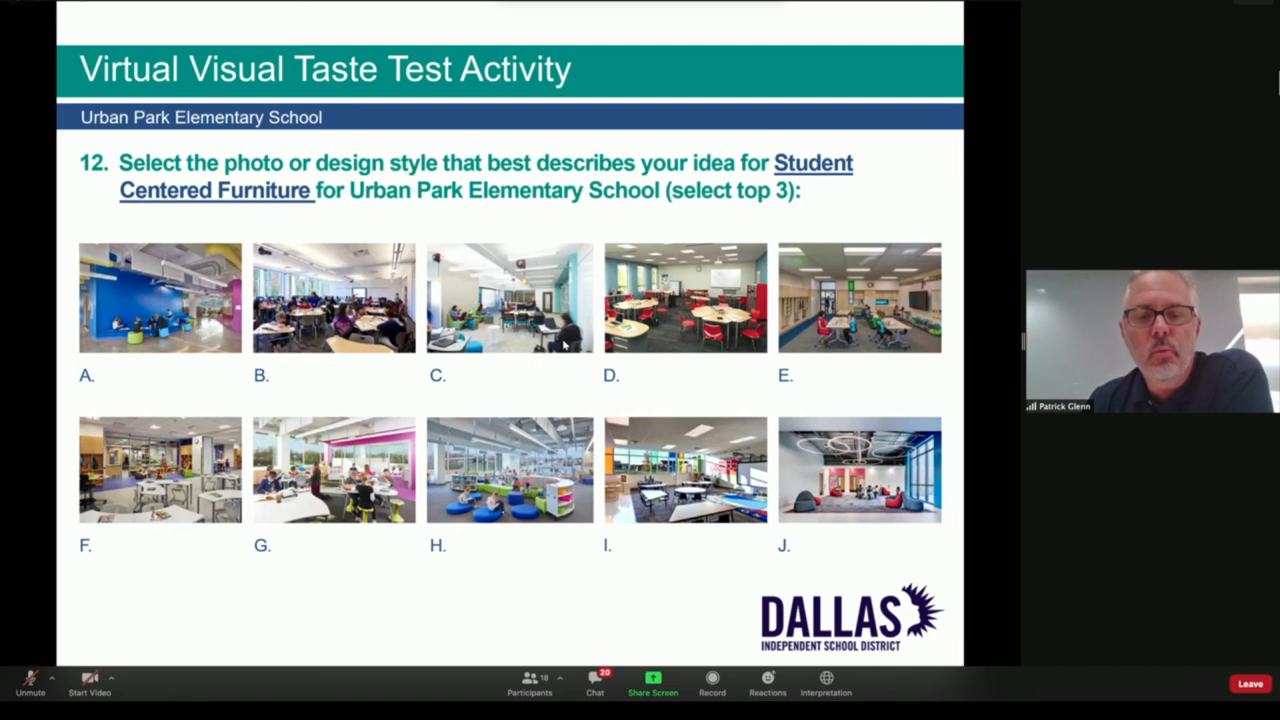 Virtual Visual Taste Test Activity
Urban Park Elementary School
12. Select the photo or design style that best describes your idea for Student
Centered Furniture for Urban Park Elementary School (select top 3):
A. B. C. D. E.
F. G. H. I. J.
DALLAS
INDEPENDENT SCHOOL DISTRICT
Patrick Glenn
Unmute Start Video Participants 18 Chat 20 Share Screen Record Reactions Interpretation Leave